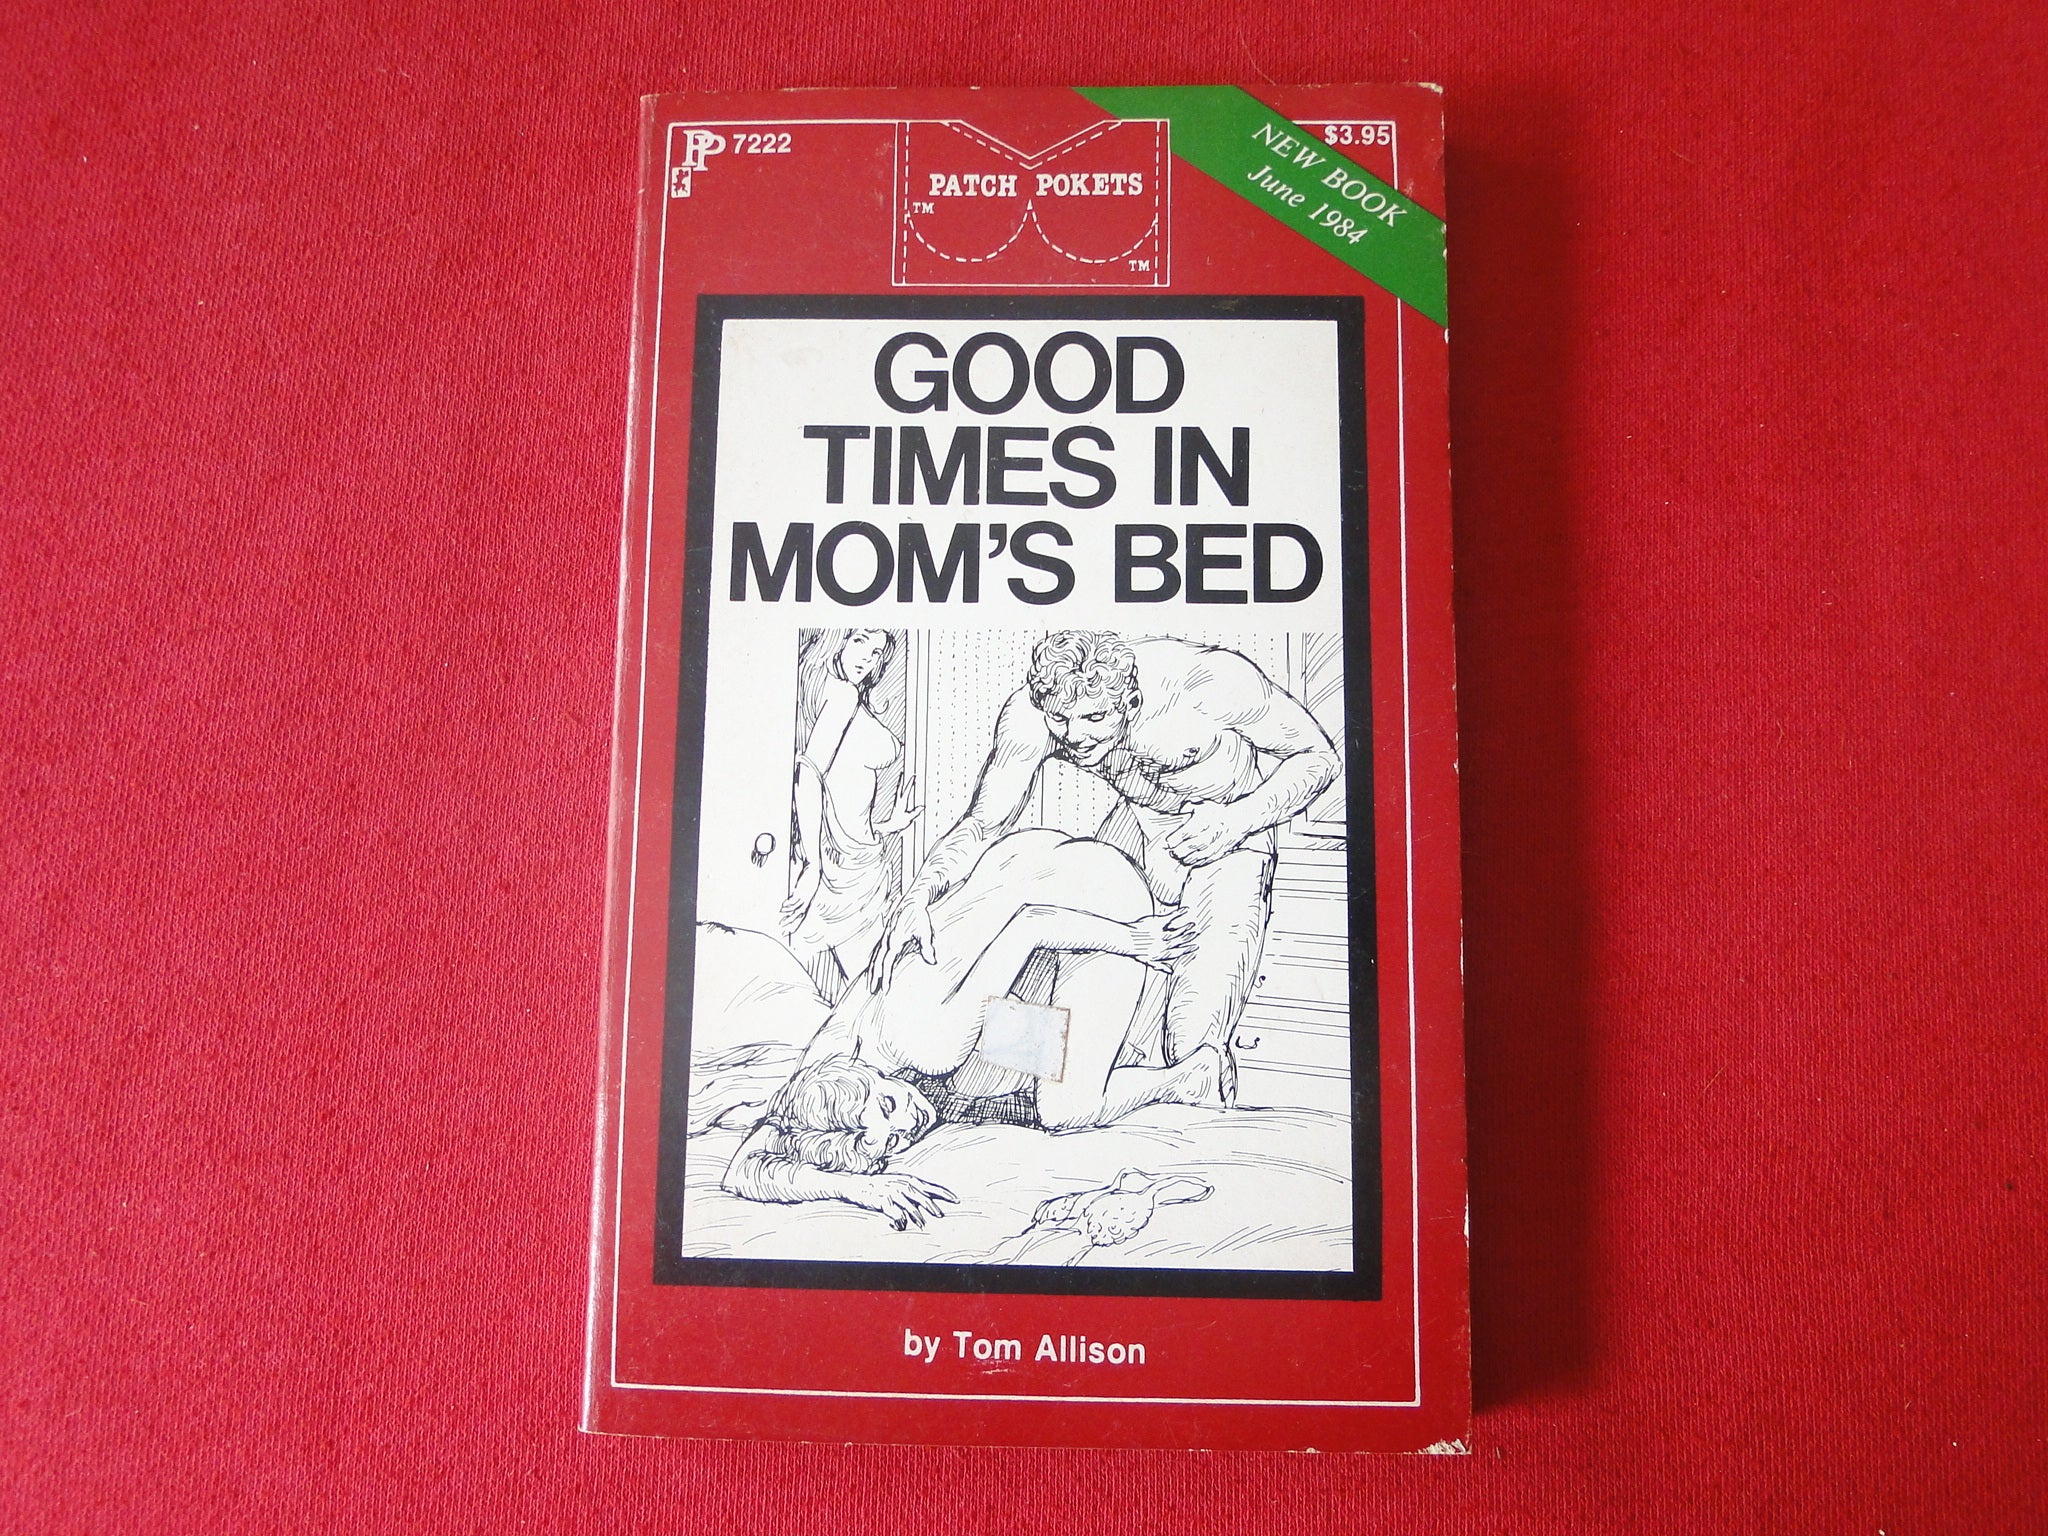 PP 7222
$3.95
NEW BOOK
June 1984
PATCH POKETS
TM
TM
GOOD
TIMES IN
MOM'S BED
by Tom Allison